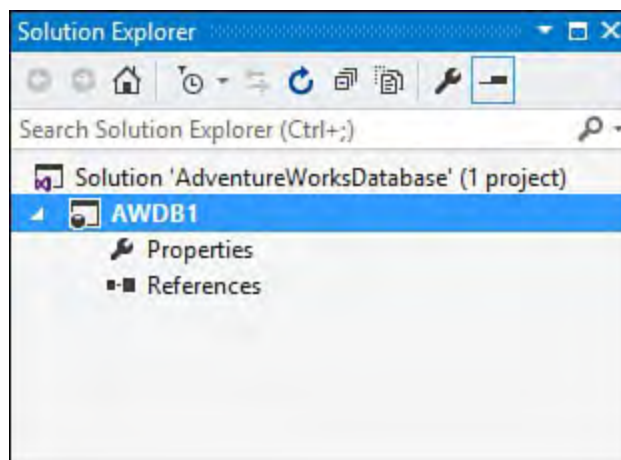 Solution Explorer
Search Solution Explorer (Ctrl+;)
Solution 'AdventureWorksDatabase' (1 project)
AWDB1
Properties
References